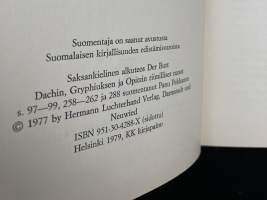 Suomentaja on saanut avustusta
Suomalaisen kirjallisuuden edistämisvaroista
Saksankielinen alkuteos Der Butt
Dachin, Gryphiuksen ja Opitzin riimilliset runot
s. 97–99, 258–262 ja 288 suomentanut Panu Pekkanen
© 1977 by Hermann Luchterhand Verlag, Darmstadt und
Neuwied
ISBN 951-30-4288-X (sidottu)
Helsinki 1979, KK kirjapaino